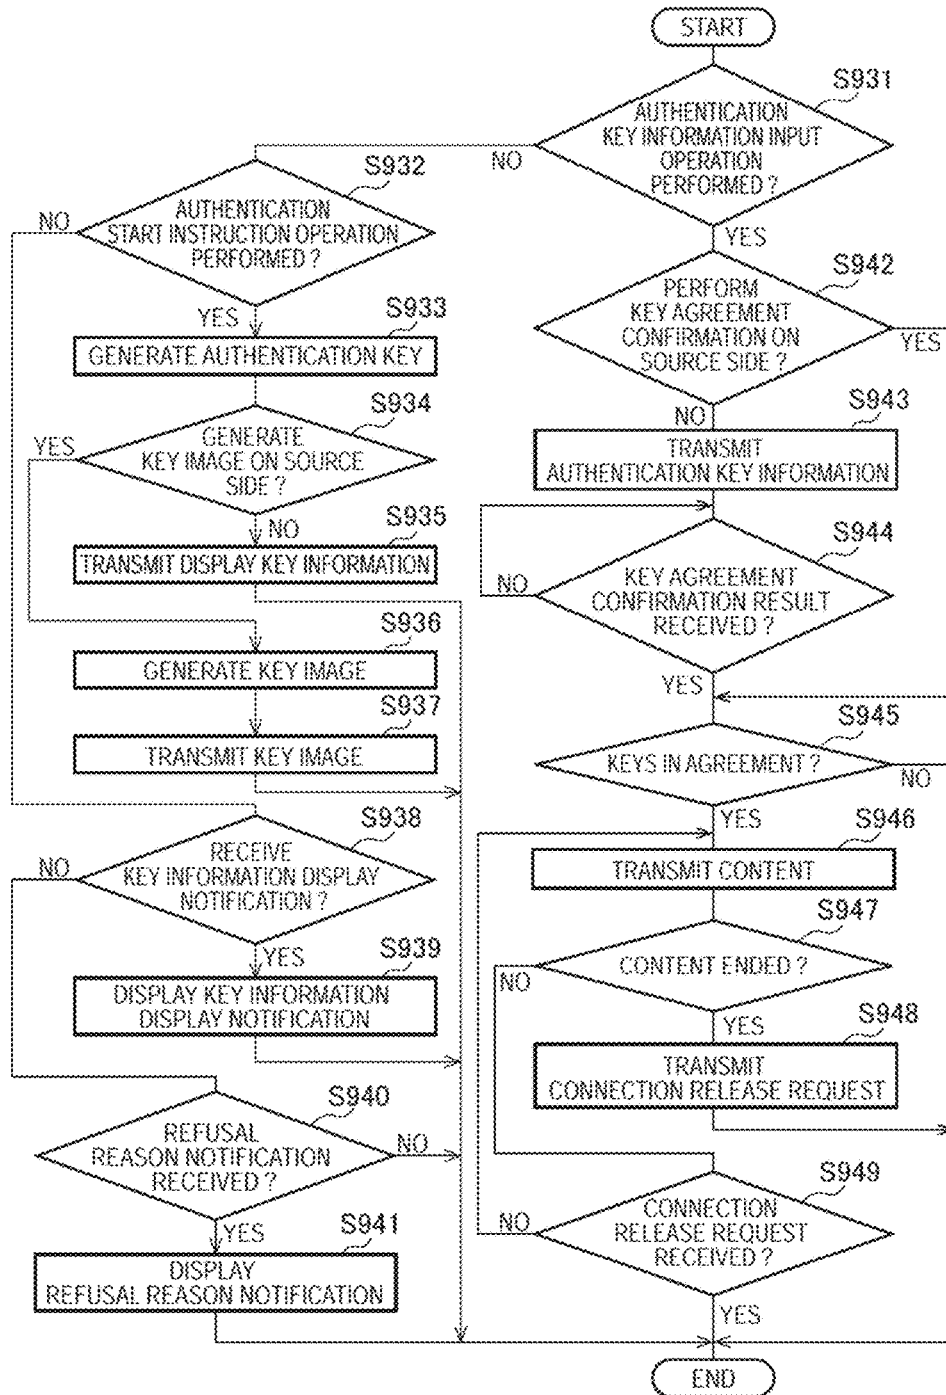 START
S931
AUTHENTICATION
KEY INFORMATION INPUT
OPERATION
PERFORMED ?
NO
YES
S932
AUTHENTICATION
START INSTRUCTION OPERATION
PERFORMED ?
NO
YES
S933
GENERATE AUTHENTICATION KEY
S934
GENERATE
KEY IMAGE ON SOURCE
SIDE ?
YES
NO
S935
TRANSMIT DISPLAY KEY INFORMATION
S936
GENERATE KEY IMAGE
S937
TRANSMIT KEY IMAGE
S938
RECEIVE
KEY INFORMATION DISPLAY
NOTIFICATION ?
NO
YES
S939
DISPLAY KEY INFORMATION
DISPLAY NOTIFICATION
S940
REFUSAL
REASON NOTIFICATION
RECEIVED ?
NO
YES
S941
DISPLAY
REFUSAL REASON NOTIFICATION
S942
PERFORM
KEY AGREEMENT
CONFIRMATION ON
SOURCE SIDE ?
YES
NO
S943
TRANSMIT
AUTHENTICATION KEY INFORMATION
S944
KEY AGREEMENT
CONFIRMATION RESULT
RECEIVED ?
NO
YES
S945
KEYS IN AGREEMENT ?
NO
YES
S946
TRANSMIT CONTENT
S947
CONTENT ENDED ?
NO
YES
S948
TRANSMIT
CONNECTION RELEASE REQUEST
S949
CONNECTION
RELEASE REQUEST
RECEIVED ?
NO
YES
END